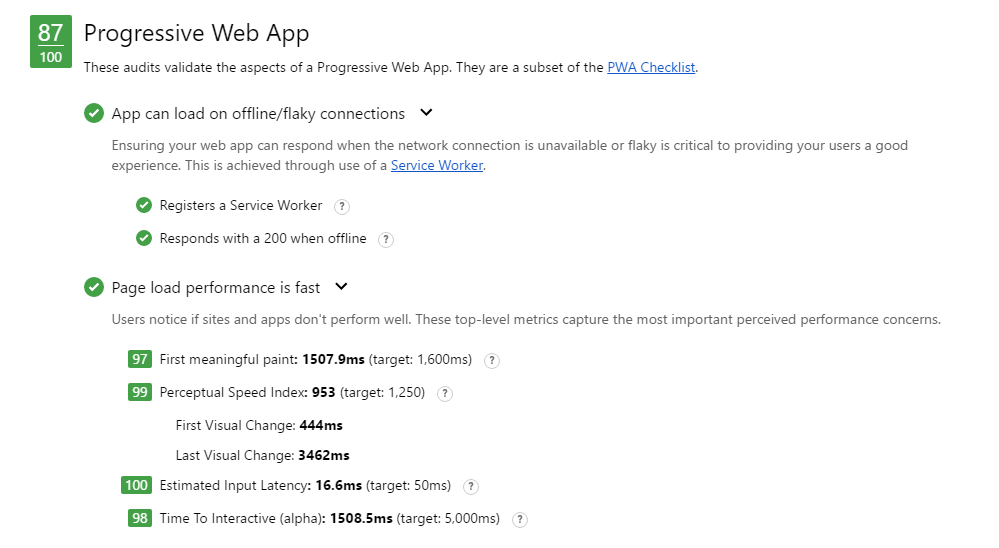 87
100
Progressive Web App
These audits validate the aspects of a Progressive Web App. They are a subset of the PWA Checklist.
App can load on offline/flaky connections
Ensuring your web app can respond when the network connection is unavailable or flaky is critical to providing your users a good
experience. This is achieved through use of a Service Worker.
Registers a Service Worker ?
Responds with a 200 when offline ?
Page load performance is fast
Users notice if sites and apps don't perform well. These top-level metrics capture the most important perceived performance concerns.
97 First meaningful paint: 1507.9ms (target: 1,600ms) ?
99 Perceptual Speed Index: 953 (target: 1,250) ?
First Visual Change: 444ms
Last Visual Change: 3462ms
100 Estimated Input Latency: 16.6ms (target: 50ms) ?
98 Time To Interactive (alpha): 1508.5ms (target: 5,000ms) ?